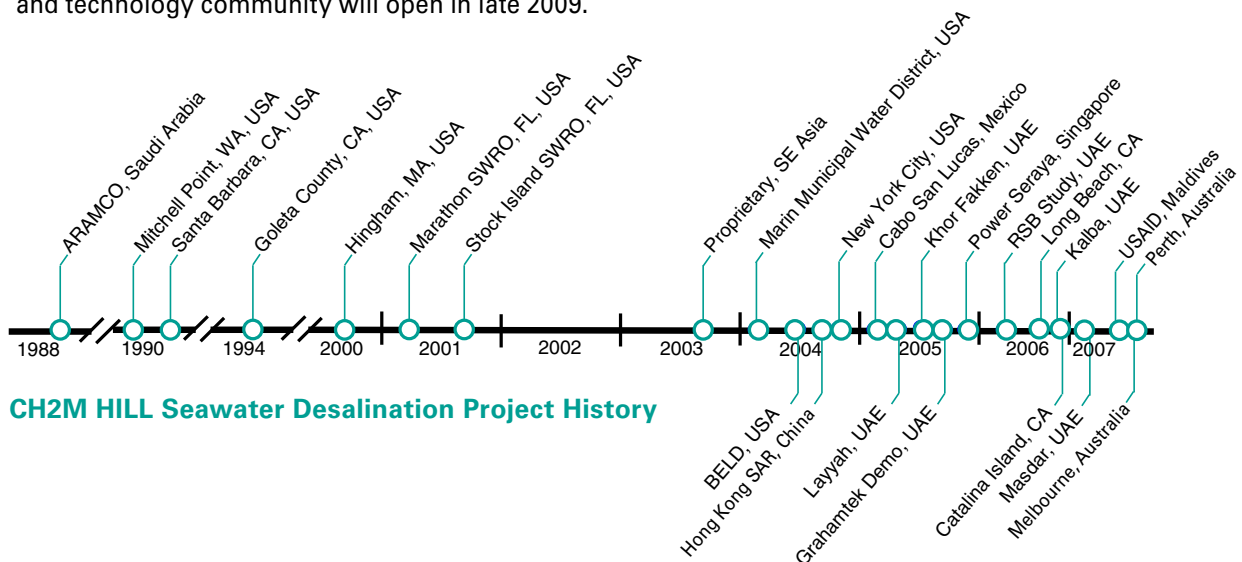 and technology community will open in late 2009.
ARAMCO, Saudi Arabia
Mitchell Point, WA, USA
Santa Barbara, CA, USA
Goleta County, CA, USA
Hingham, MA, USA
Marathon SWRO, FL, USA
Stock Island SWRO, FL, USA
Proprietary, SE Asia
Marin Municipal Water District, USA
New York City, USA
Cabo San Lucas, Mexico
Khor Fakken, UAE
Power Seraya, Singapore
RSB Study, UAE
Long Beach, CA
Kalba, UAE
USAID, Maldives
Perth, Australia
1988
1990
1994
2000
2001
2002
2003
2004
2005
2006
2007
CH2M HILL Seawater Desalination Project History
BELD, USA
Hong Kong SAR, China
Layyah, UAE
Grahamtek Demo, UAE
Catalina Island, CA
Masdar, UAE
Melbourne, Australia